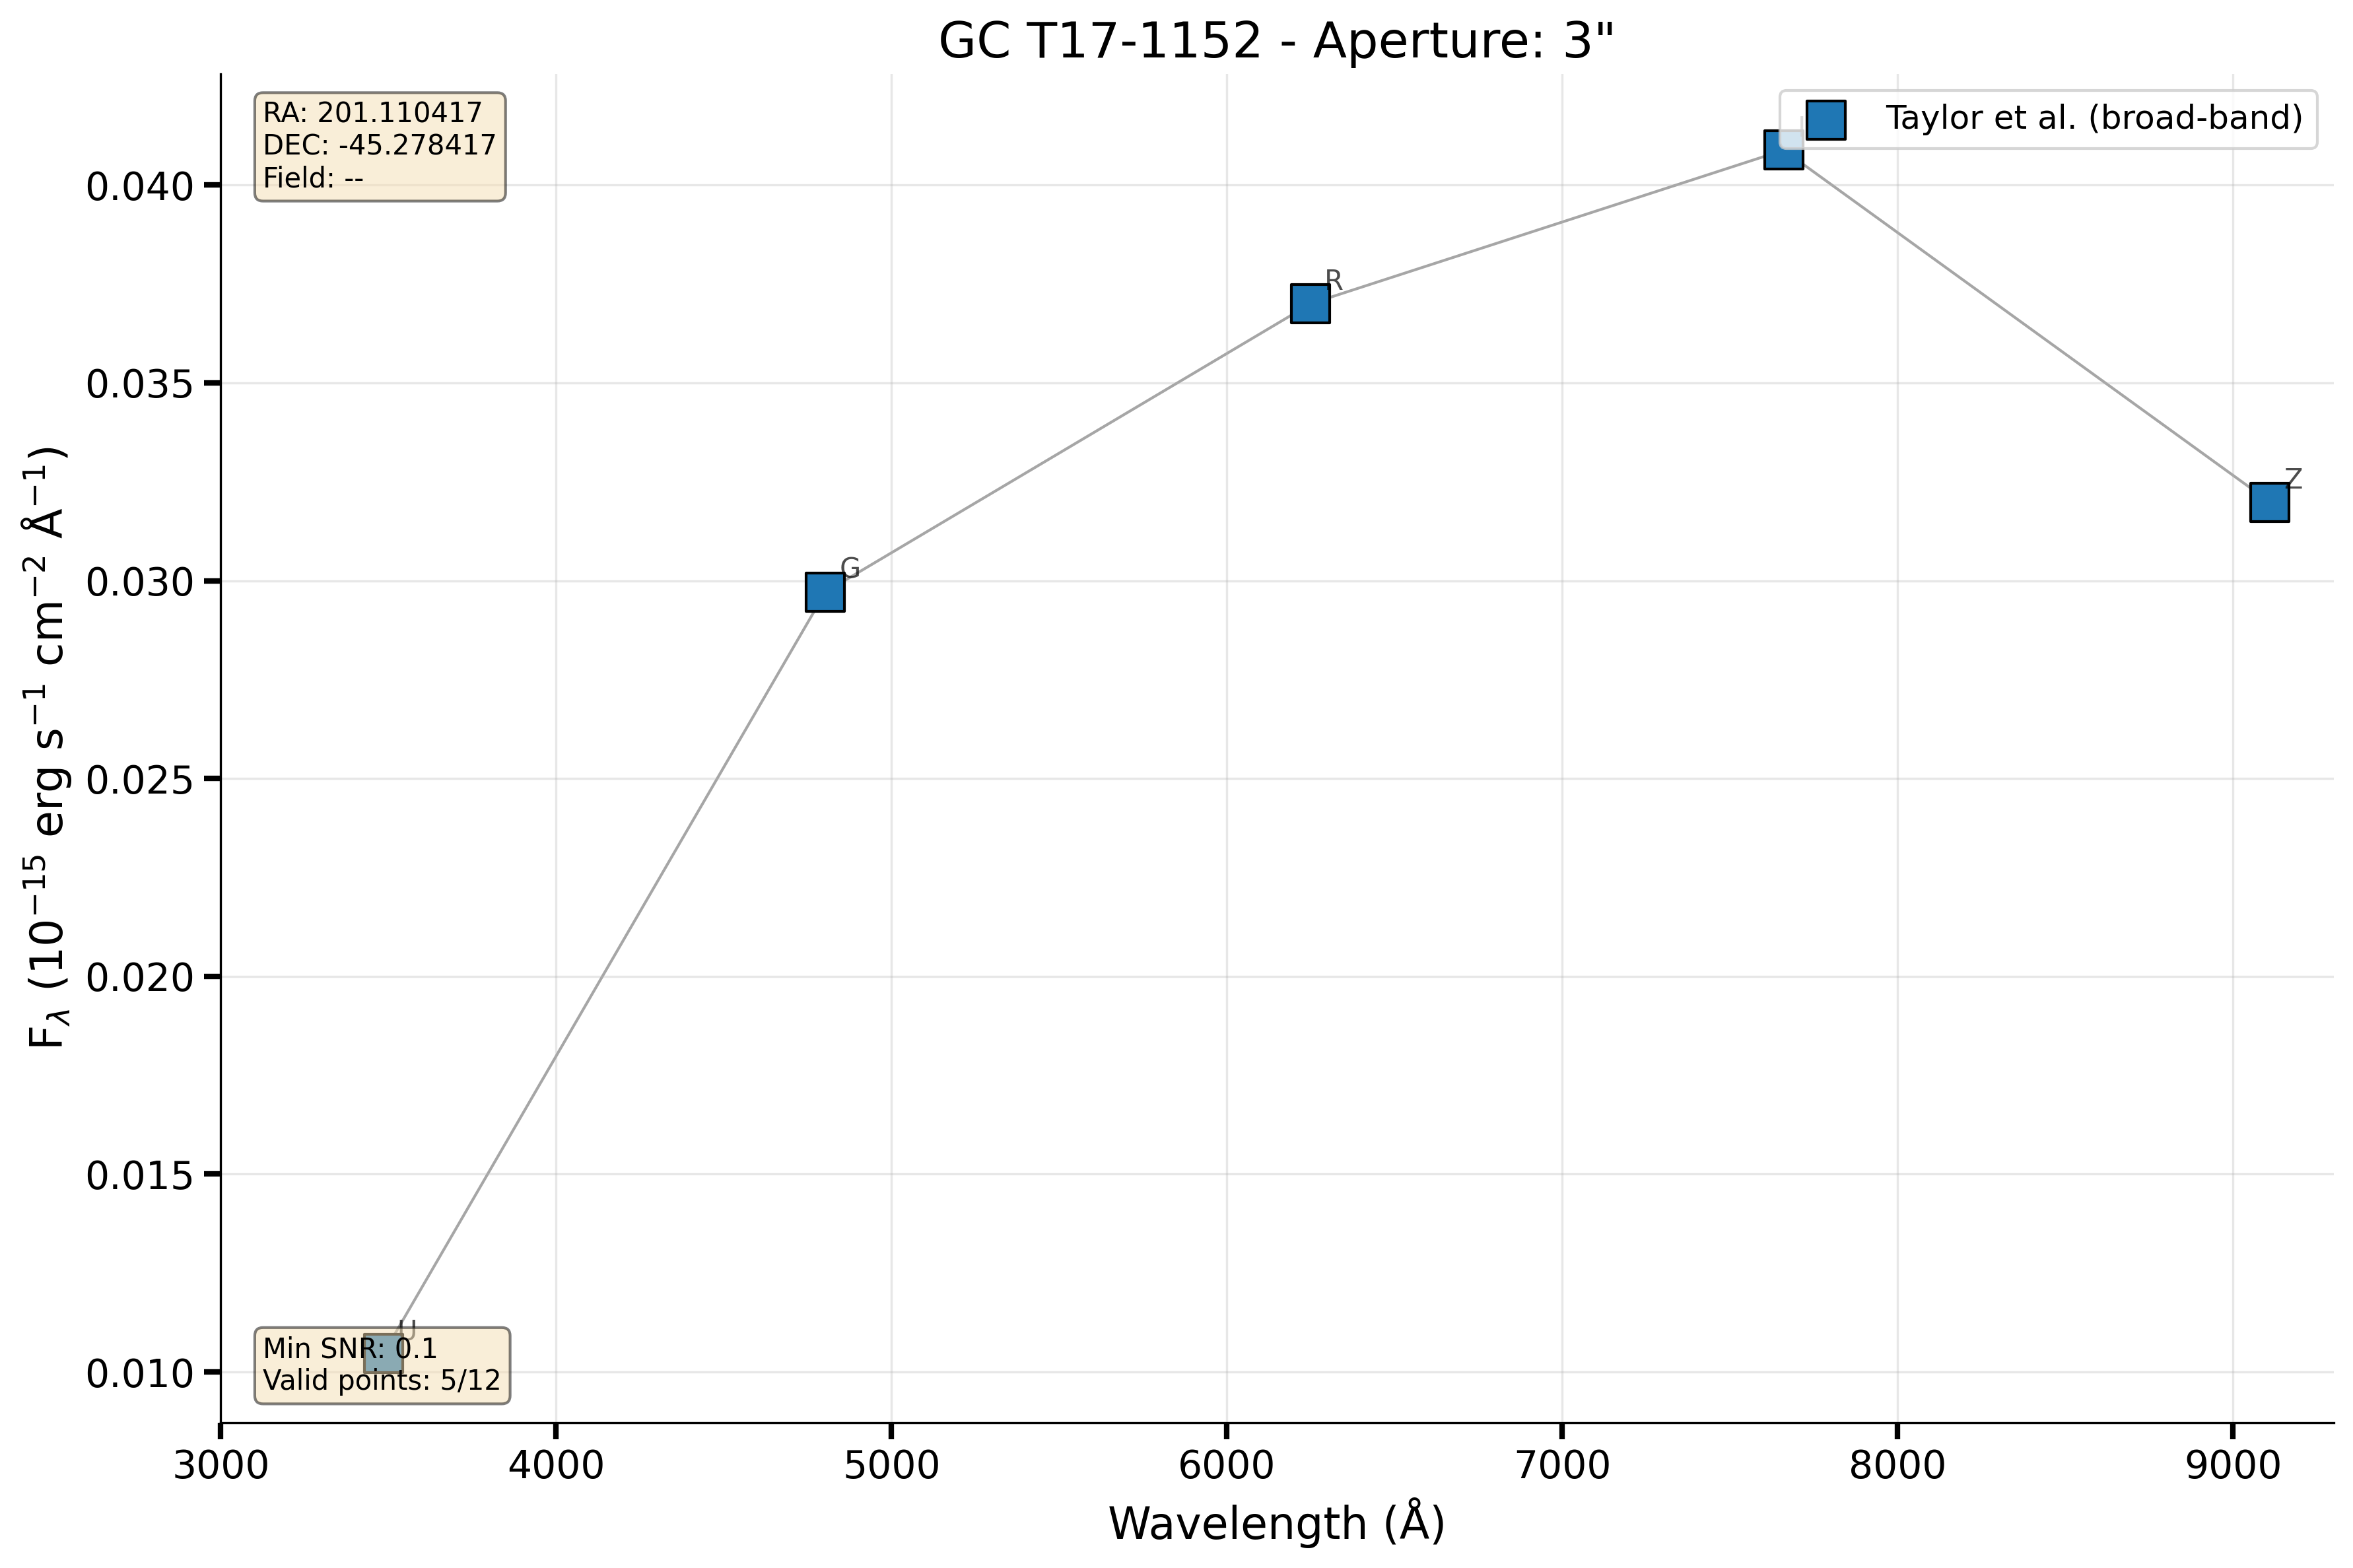 GC T17-1152 - Aperture: 3"
RA: 201.110417
DEC: -45.278417
Field: --
Taylor et al. (broad-band)
R
Z
G
U
Min SNR: 0.1
Valid points: 5/12
0.040
0.035
0.030
0.025
0.020
0.015
0.010
F_λ (10⁻¹⁵ erg s⁻¹ cm⁻² Å⁻¹)
3000 4000 5000 6000 7000 8000 9000
Wavelength (Å)